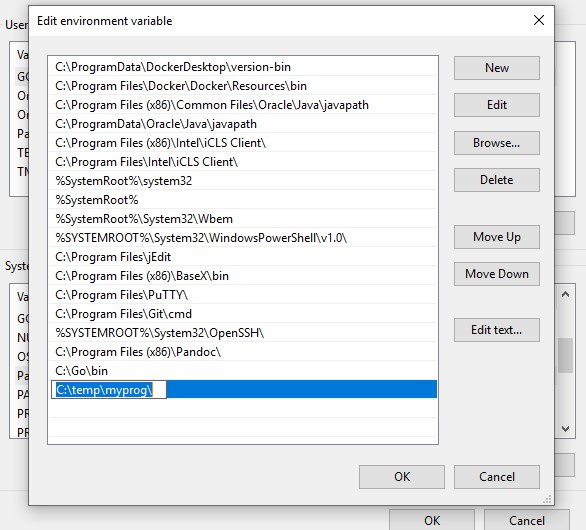 Edit environment variable
User
Va
GO
On
On
Pa
TE
TM
C:\ProgramData\DockerDesktop\version-bin
C:\Program Files\Docker\Docker\Resources\bin
C:\Program Files (x86)\Common Files\Oracle\Java\javapath
C:\ProgramData\Oracle\Java\javapath
C:\Program Files (x86)\Intel\iCLS Client\
C:\Program Files\Intel\iCLS Client\
%SystemRoot%\system32
%SystemRoot%
%SystemRoot%\System32\Wbem
%SYSTEMROOT%\System32\WindowsPowerShell\v1.0\
C:\Program Files\jEdit
C:\Program Files (x86)\BaseX\bin
C:\Program Files\PuTTY\
C:\Program Files\Git\cmd
%SYSTEMROOT%\System32\OpenSSH\
C:\Program Files (x86)\Pandoc\
C:\Go\bin
C:\temp\myprog\
New
Edit
Browse...
Delete
Move Up
Move Down
Edit text...
Syste
Va
GO
NU
OS
Pa
PA
PR
PR
OK
Cancel
OK
Cancel